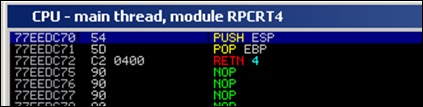 CPU - main thread, module RPCRT4
77EEDC70 54 PUSH ESP
77EEDC71 5D POP EBP
77EEDC72 C2 0400 RETN 4
77EEDC75 90 NOP
77EEDC76 90 NOP
77EEDC77 90 NOP
77EEDC78 90 NOP